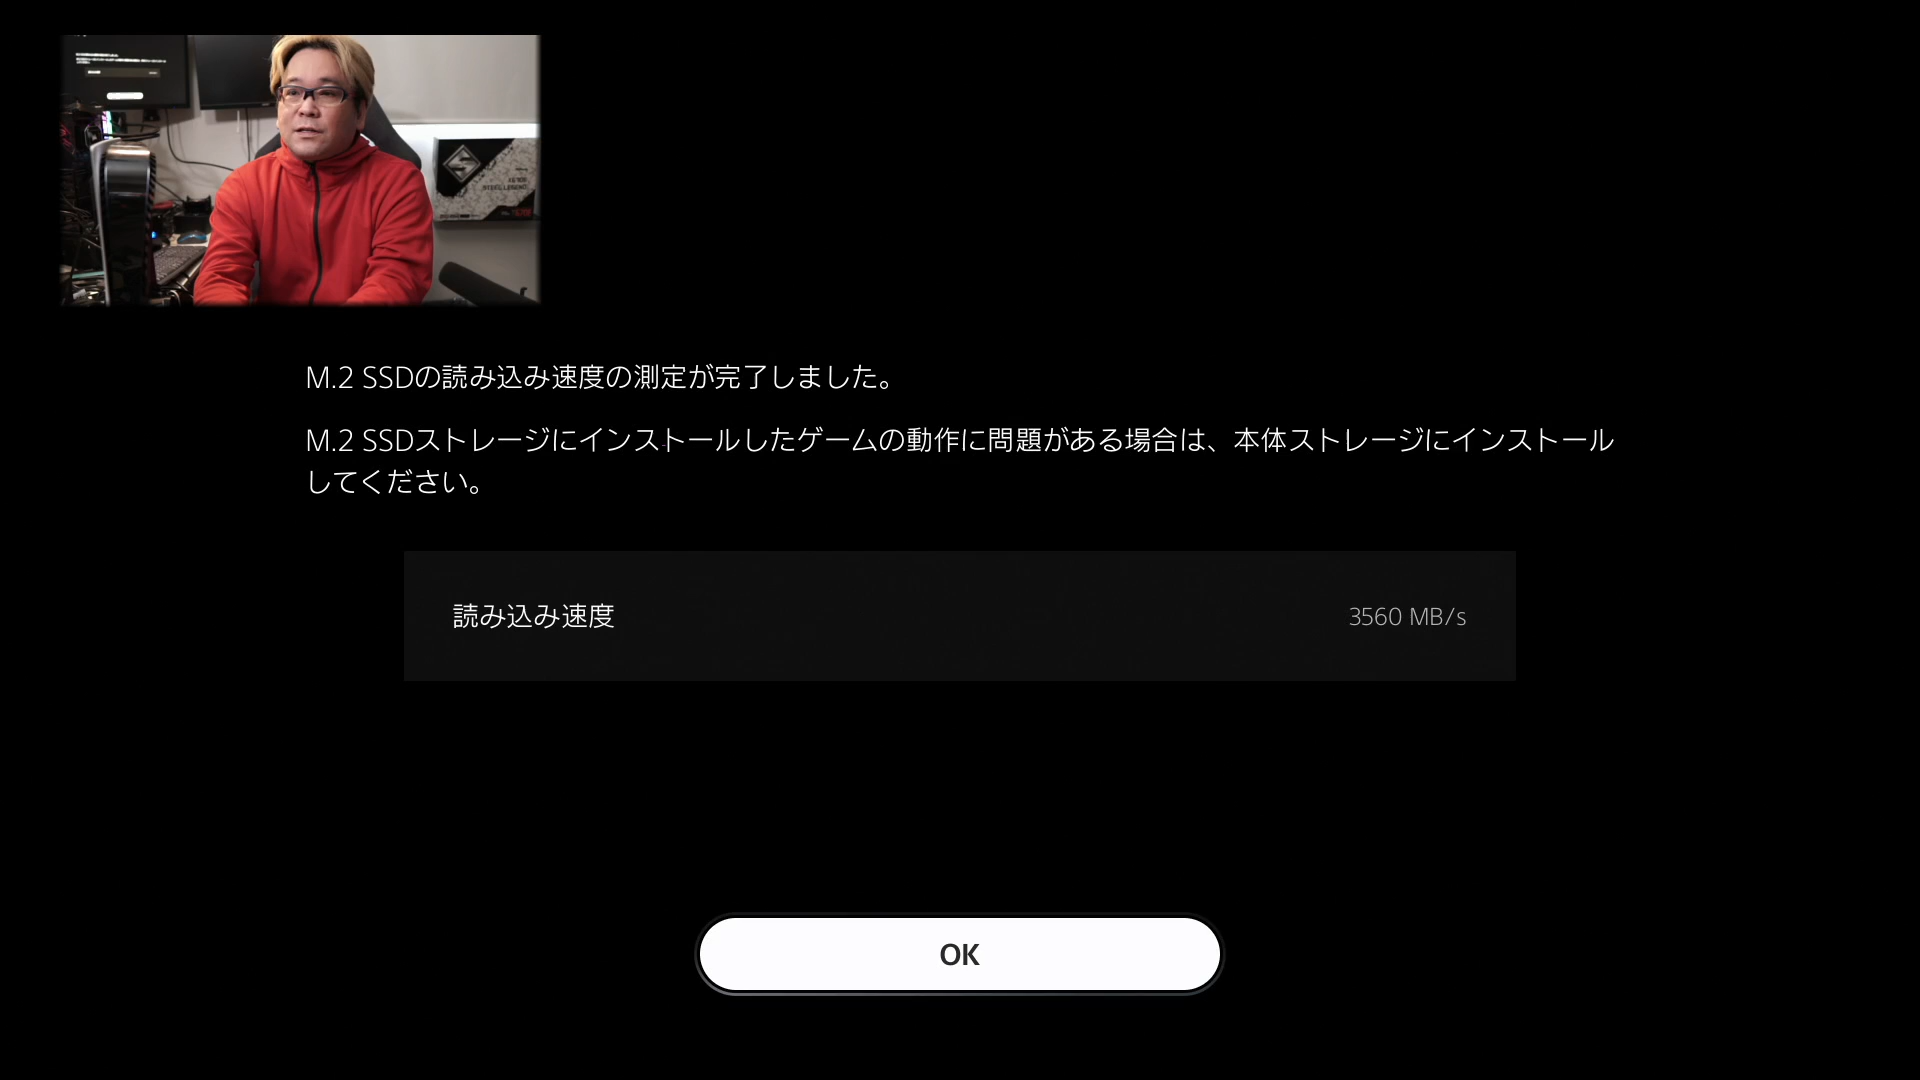 STEEL LEGEND
M.2 SSDの読み込み速度の測定が完了しました。
M.2 SSDストレージにインストールしたゲームの動作に問題がある場合は、本体ストレージにインストール
してください。
読み込み速度
3560 MB/s
OK